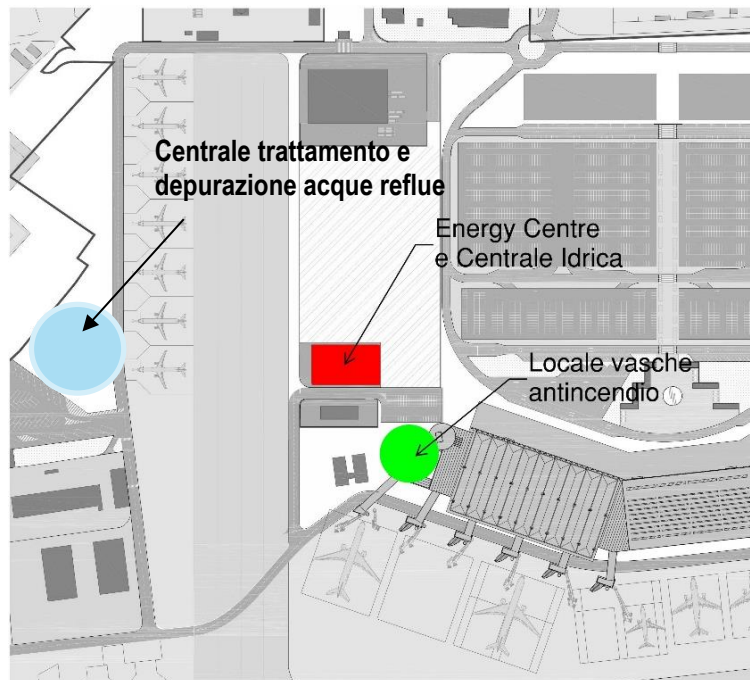 Centrale trattamento e
depurazione acque reflue
Energy Centre
e Centrale Idrica
Locale vasche
antincendio